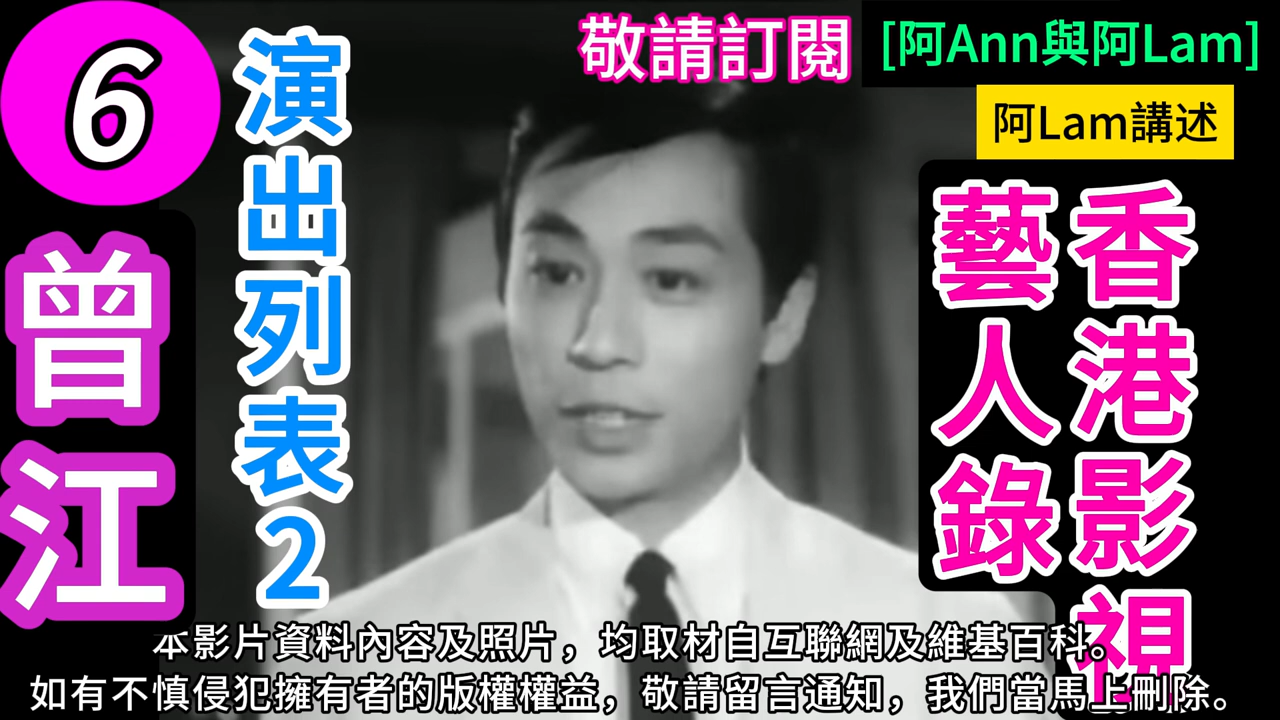 6
曾江
演出列表2
敬請訂閱
[阿Ann與阿Lam]
阿Lam講述
香港影視
藝人錄
本影片資料內容及照片，均取材自互聯網及維基百科。
如有不慎侵犯擁有者的版權權益，敬請留言通知，我們當馬上刪除。